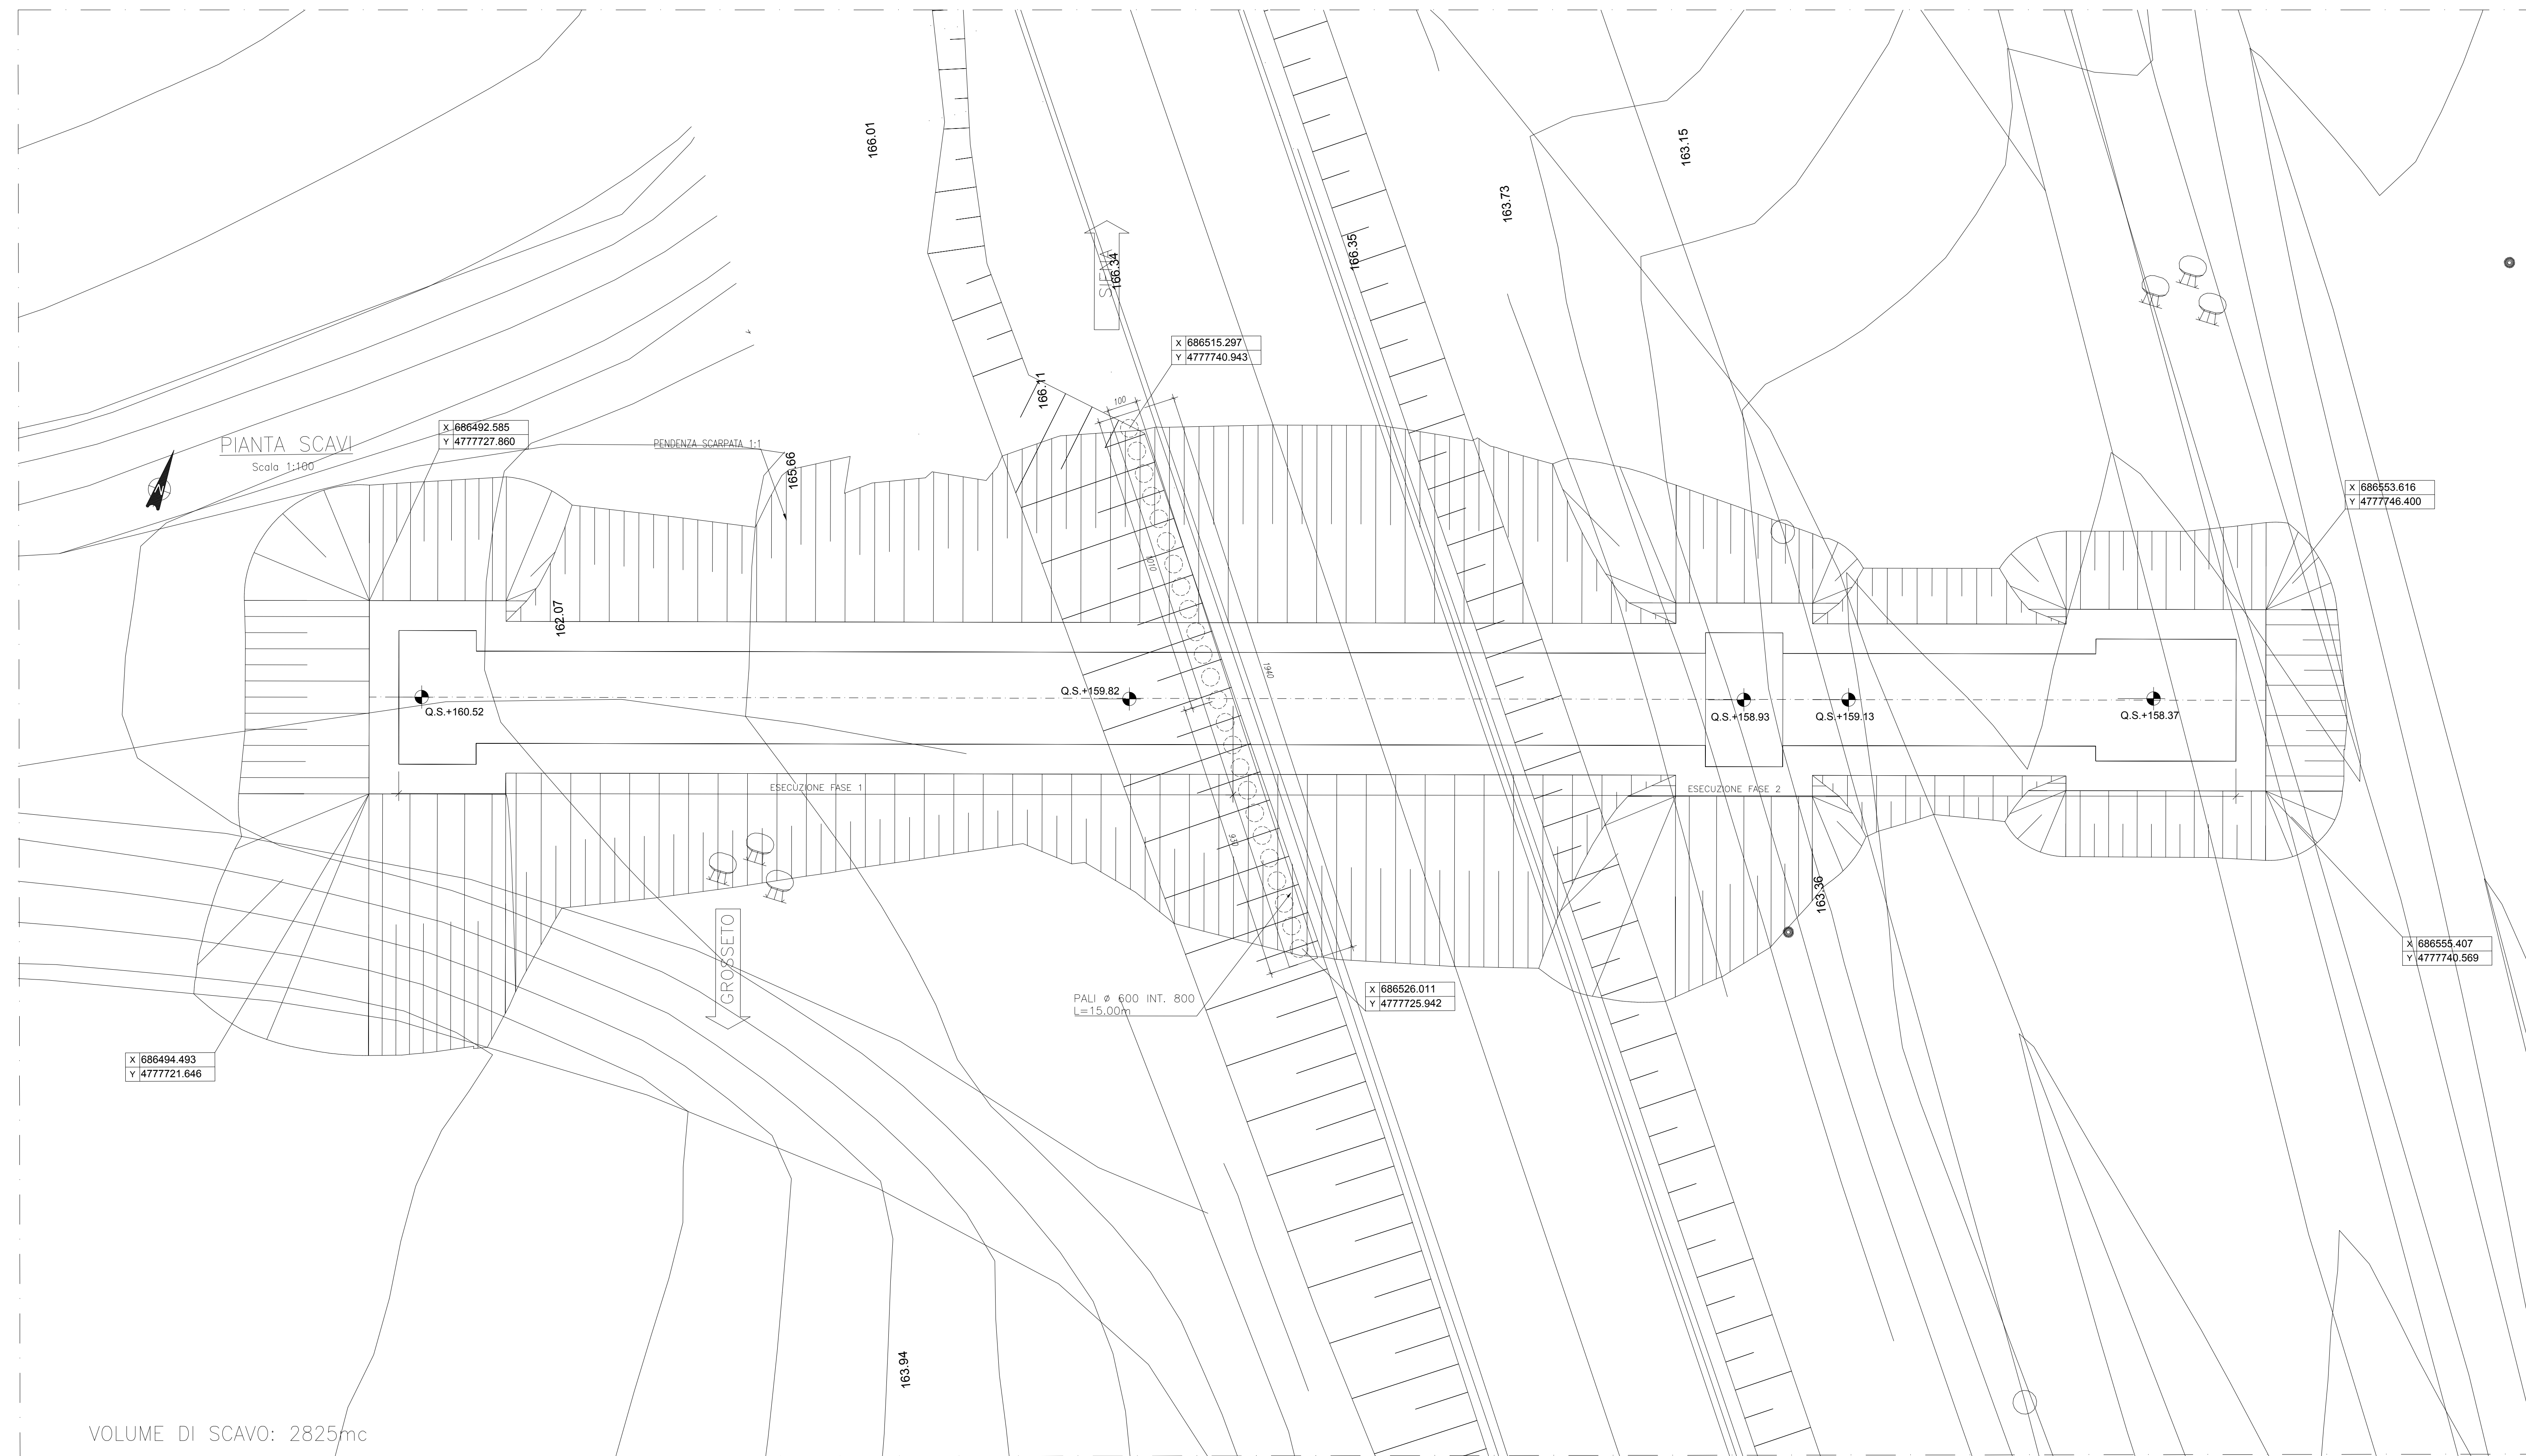 166.01
163.15
163.73
166.35
SIENA
166.34
X 686515.297
Y 4777740.943
166.11
100
X 686492.585
Y 4777727.860
PIANTA SCAVI
Scala 1:100
N
PENDENZA SCARPATA 1:1
165.66
X 686553.616
Y 4777746.400
1010
162.07
1940
Q.S.+160.52
Q.S.+159.82
Q.S.+158.93
Q.S.+159.13
Q.S.+158.37
ESECUZIONE FASE 1
ESECUZIONE FASE 2
930
163.36
GROSSETO
X 686555.407
Y 4777740.569
PALI ø 600 INT. 800
L=15.00m
X 686526.011
Y 4777725.942
X 686494.493
Y 4777721.646
163.94
VOLUME DI SCAVO: 2825mc